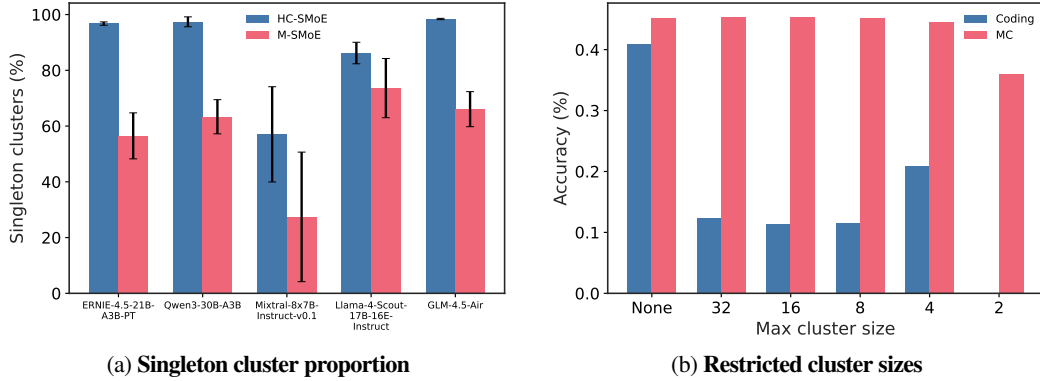 100
80
60
40
20
0
Singleton clusters (%)
HC-SMoE
M-SMoE
ERNIE-4.5-21B-
A3B-PT
Qwen3-30B-A3B
Mixtral-8x7B-
Instruct-v0.1
Llama-4-Scout-
17B-16E-
Instruct
GLM-4.5-Air
(a) Singleton cluster proportion
0.4
0.3
0.2
0.1
0.0
Accuracy (%)
Coding
MC
None 32 16 8 4 2
Max cluster size
(b) Restricted cluster sizes